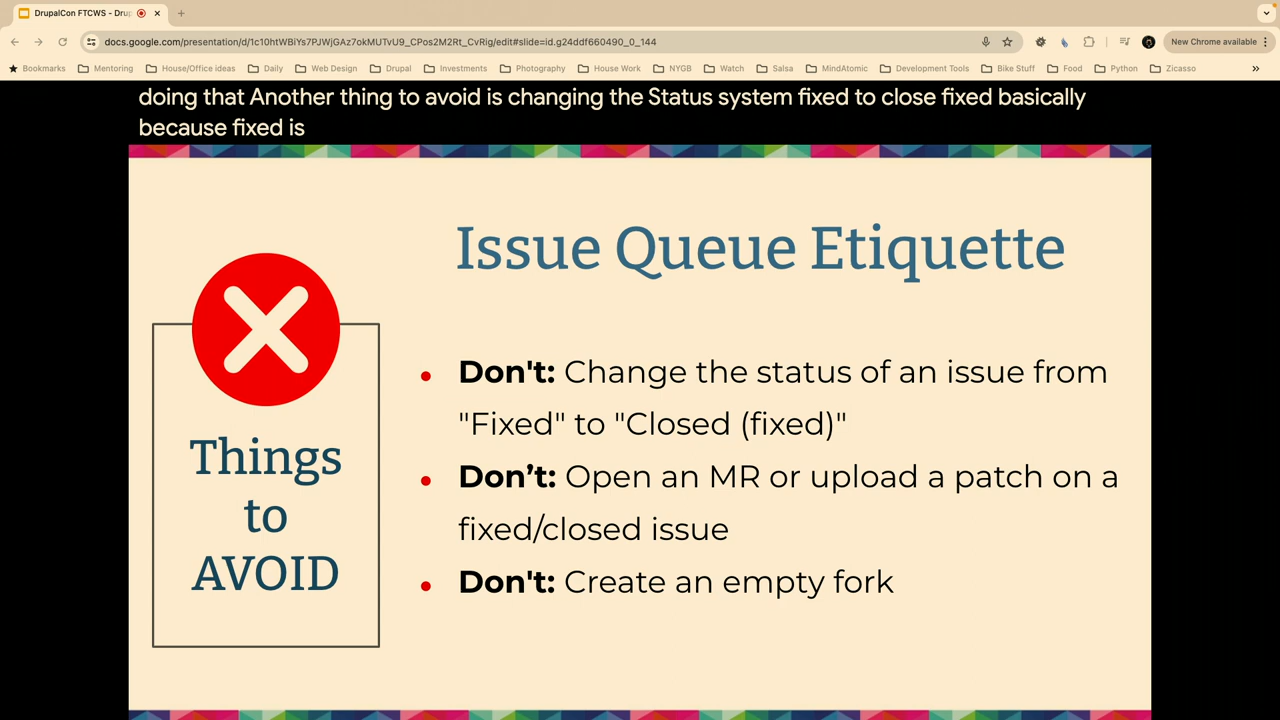 DrupalCon FTCWS - Drup
docs.google.com/presentation/d/1c10htWBiYs7PJWjGAz7okMUTvU9_CPos2M2Rt_CvRig/edit#slide=id.g24ddf660490_0_144
New Chrome available
Bookmarks Mentoring House/Office ideas Daily Web Design Drupal Investments Photography House Work NYGB Watch Salsa MindAtomic Development Tools Bike Stuff Food Python Zicasso
doing that Another thing to avoid is changing the Status system fixed to close fixed basically
because fixed is
Issue Queue Etiquette
Things
to
AVOID
Don't: Change the status of an issue from
"Fixed" to "Closed (fixed)"
Don’t: Open an MR or upload a patch on a
fixed/closed issue
Don't: Create an empty fork